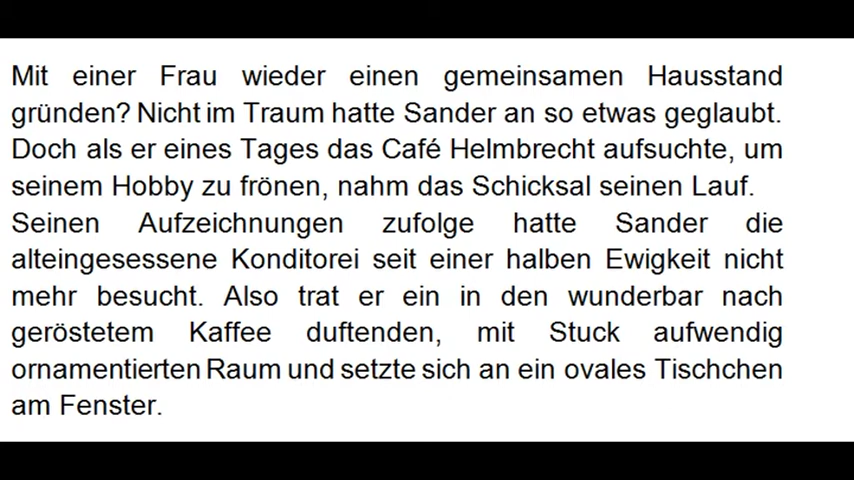 Mit einer Frau wieder einen gemeinsamen Hausstand
gründen? Nicht im Traum hatte Sander an so etwas geglaubt.
Doch als er eines Tages das Café Helmbrecht aufsuchte, um
seinem Hobby zu frönen, nahm das Schicksal seinen Lauf.
Seinen Aufzeichnungen zufolge hatte Sander die
alteingesessene Konditorei seit einer halben Ewigkeit nicht
mehr besucht. Also trat er ein in den wunderbar nach
geröstetem Kaffee duftenden, mit Stuck aufwendig
ornamentierten Raum und setzte sich an ein ovales Tischchen
am Fenster.